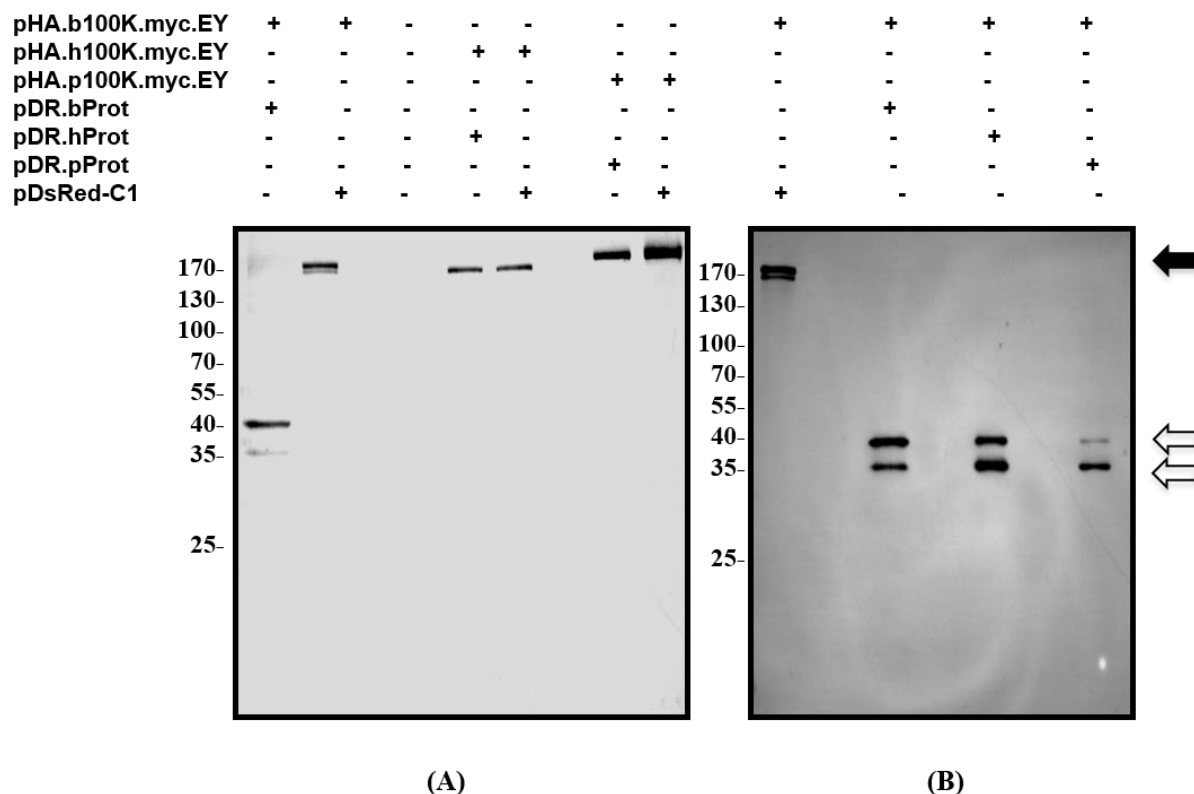 pHA.b100K.myc.EY + + - - - - - + + + +
pHA.h100K.myc.EY - - - + + - - - - - -
pHA.p100K.myc.EY - - - - - + + - - - -
pDR.bProt + - - - - - - - + - -
pDR.hProt - - - + - - - - - + -
pDR.pProt - - - - - + - - - - +
pDsRed-C1 - + - - + - + + - - -
170-
130-
100-
70-
55-
40-
35-
25-
170-
130-
100-
70-
55-
40-
35-
25-
(A)
(B)